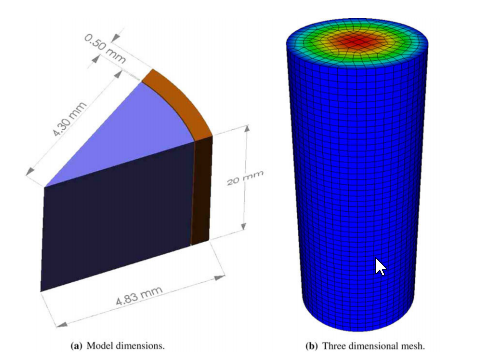 0.50 mm
4.30 mm
20 mm
4.83 mm
(a) Model dimensions.
(b) Three dimensional mesh.